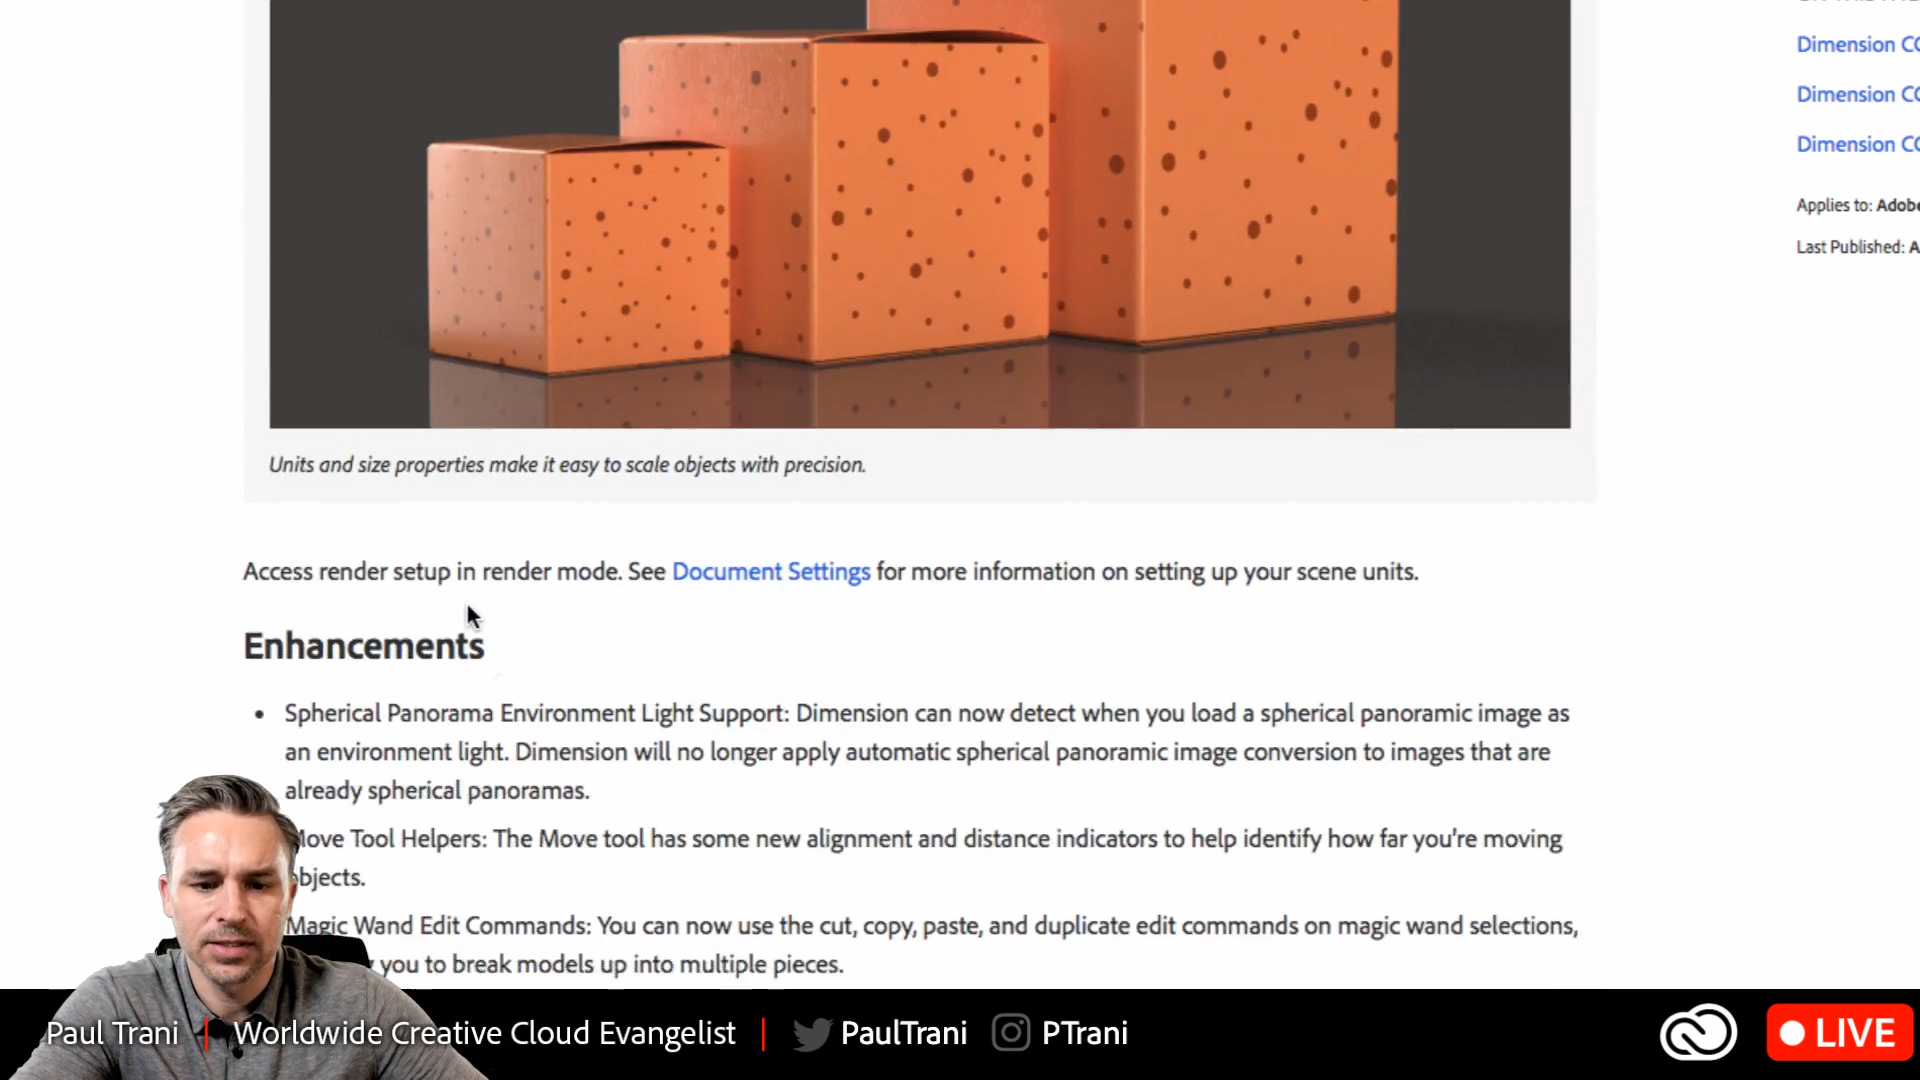 Dimension
Dimension
Dimension
Applies to:
Last Published:
Units and size properties make it easy to scale objects with precision.
Access render setup in render mode. See Document Settings for more information on setting up your scene units.
Enhancements
• Spherical Panorama Environment Light Support: Dimension can now detect when you load a spherical panoramic image as
an environment light. Dimension will no longer apply automatic spherical panoramic image conversion to images that are
already spherical panoramas.
Move Tool Helpers: The Move tool has some new alignment and distance indicators to help identify how far you're moving
objects.
Magic Wand Edit Commands: You can now use the cut, copy, paste, and duplicate edit commands on magic wand selections,
you to break models up into multiple pieces.
Paul Trani | Worldwide Creative Cloud Evangelist | PaulTrani PTrani
LIVE